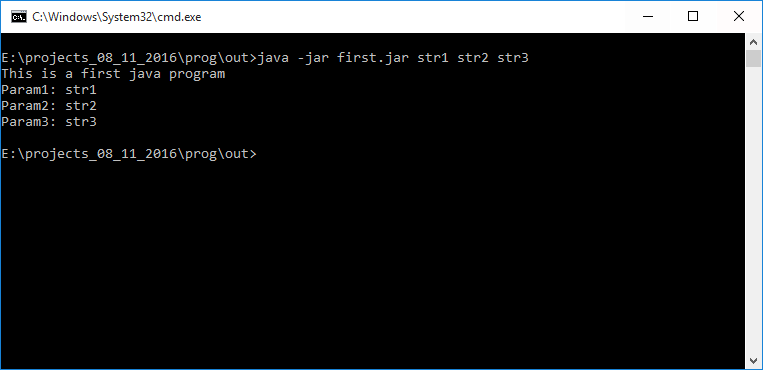 C:\Windows\System32\cmd.exe
E:\projects_08_11_2016\prog\out>java -jar first.jar str1 str2 str3
This is a first java program
Param1: str1
Param2: str2
Param3: str3
E:\projects_08_11_2016\prog\out>